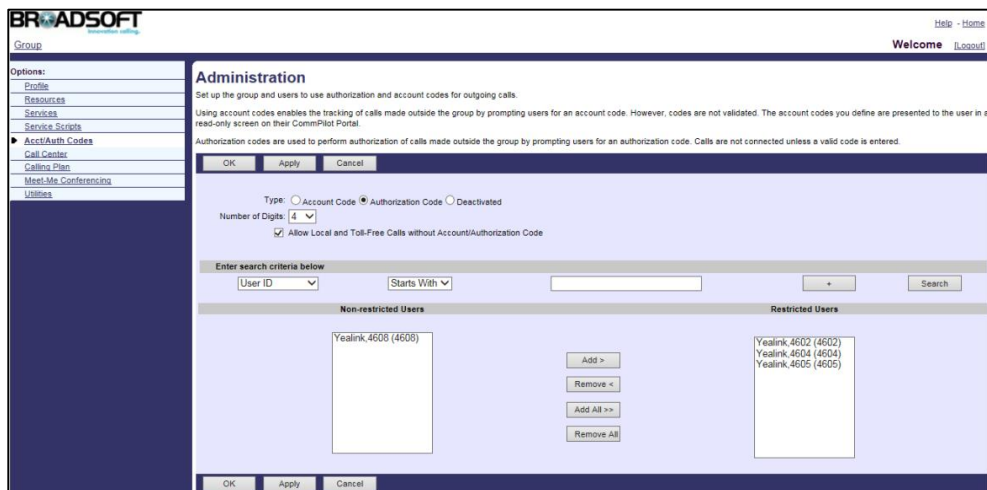 BROADSOFT
innovation calling.
Help - Home
Group
Welcome [Logout]
Options:
Profile
Resources
Services
Service Scripts
Acct/Auth Codes
Call Center
Calling Plan
Meet-Me Conferencing
Utilities
Administration
Set up the group and users to use authorization and account codes for outgoing calls.
Using account codes enables the tracking of calls made outside the group by prompting users for an account code. However, codes are not validated. The account codes you define are presented to the user in a
read-only screen on their CommPilot Portal.
Authorization codes are used to perform authorization of calls made outside the group by prompting users for an authorization code. Calls are not connected unless a valid code is entered.
OK Apply Cancel
Type: Account Code Authorization Code Deactivated
Number of Digits: 4
Allow Local and Toll-Free Calls without Account/Authorization Code
Enter search criteria below
User ID Starts With + Search
Non-restricted Users Restricted Users
Yealink,4608 (4608)
Yealink,4602 (4602)
Yealink,4604 (4604)
Yealink,4605 (4605)
Add >
Remove <
Add All >>
Remove All
OK Apply Cancel